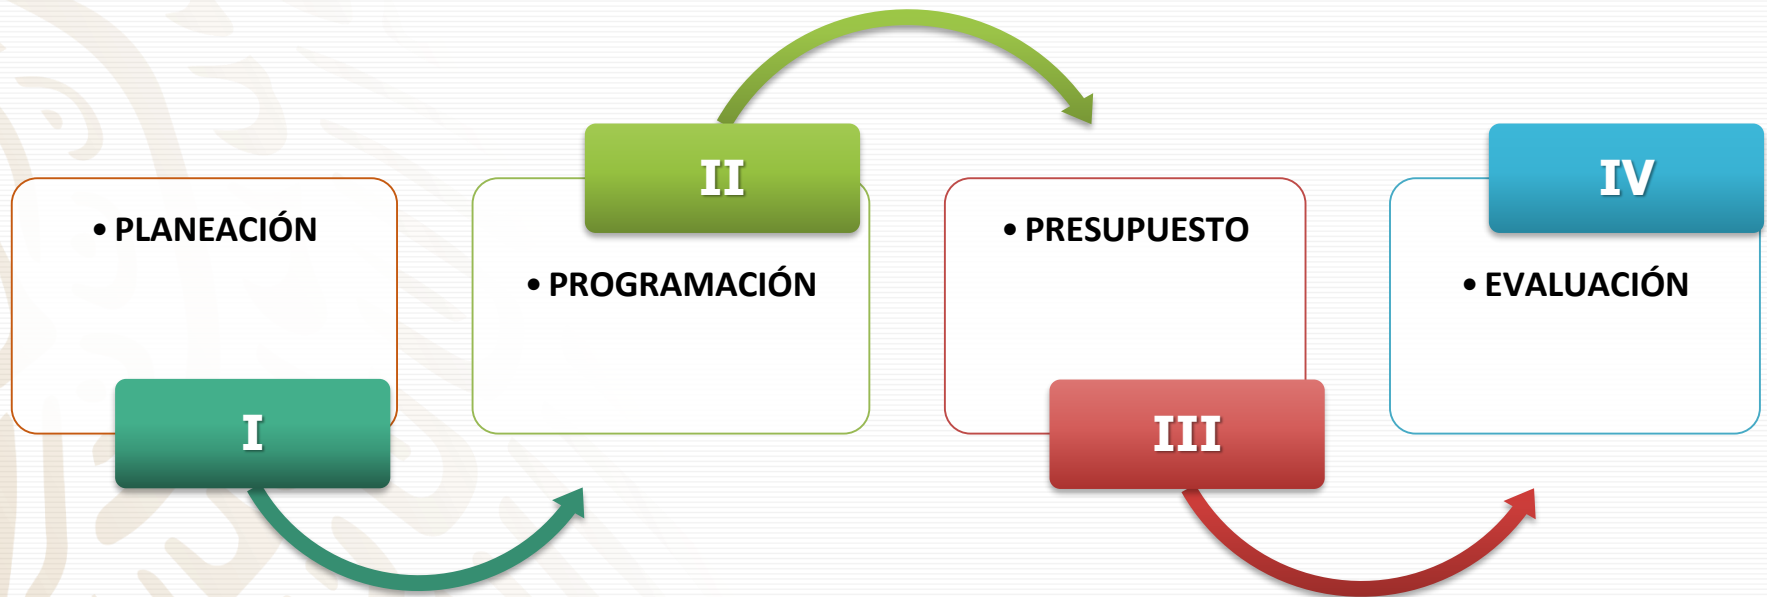 • PLANEACIÓN
I
II
• PROGRAMACIÓN
• PRESUPUESTO
III
IV
• EVALUACIÓN